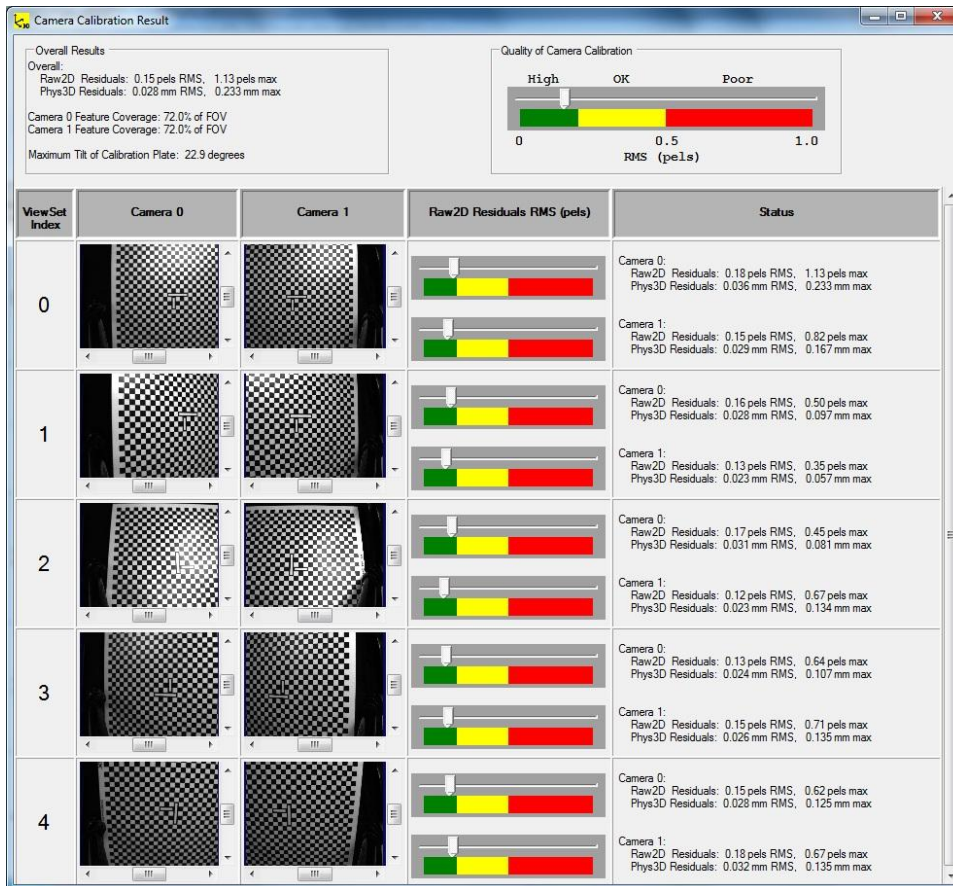 Camera Calibration Result
Overall Results
Overall:
Raw2D Residuals: 0.15 pels RMS, 1.13 pels max
Phys3D Residuals: 0.028 mm RMS, 0.233 mm max
Camera 0 Feature Coverage: 72.0% of FOV
Camera 1 Feature Coverage: 72.0% of FOV
Maximum Tilt of Calibration Plate: 22.9 degrees
Quality of Camera Calibration
High OK Poor
0 0.5 1.0
RMS (pels)
ViewSet Index Camera 0 Camera 1 Raw2D Residuals RMS (pels) Status
0
Camera 0:
Raw2D Residuals: 0.18 pels RMS, 1.13 pels max
Phys3D Residuals: 0.036 mm RMS, 0.233 mm max
Camera 1:
Raw2D Residuals: 0.15 pels RMS, 0.82 pels max
Phys3D Residuals: 0.029 mm RMS, 0.167 mm max
1
Camera 0:
Raw2D Residuals: 0.16 pels RMS, 0.50 pels max
Phys3D Residuals: 0.028 mm RMS, 0.097 mm max
Camera 1:
Raw2D Residuals: 0.13 pels RMS, 0.35 pels max
Phys3D Residuals: 0.023 mm RMS, 0.057 mm max
2
Camera 0:
Raw2D Residuals: 0.17 pels RMS, 0.45 pels max
Phys3D Residuals: 0.031 mm RMS, 0.081 mm max
Camera 1:
Raw2D Residuals: 0.12 pels RMS, 0.67 pels max
Phys3D Residuals: 0.023 mm RMS, 0.134 mm max
3
Camera 0:
Raw2D Residuals: 0.13 pels RMS, 0.64 pels max
Phys3D Residuals: 0.024 mm RMS, 0.107 mm max
Camera 1:
Raw2D Residuals: 0.15 pels RMS, 0.71 pels max
Phys3D Residuals: 0.026 mm RMS, 0.135 mm max
4
Camera 0:
Raw2D Residuals: 0.15 pels RMS, 0.62 pels max
Phys3D Residuals: 0.028 mm RMS, 0.125 mm max
Camera 1:
Raw2D Residuals: 0.18 pels RMS, 0.67 pels max
Phys3D Residuals: 0.032 mm RMS, 0.135 mm max